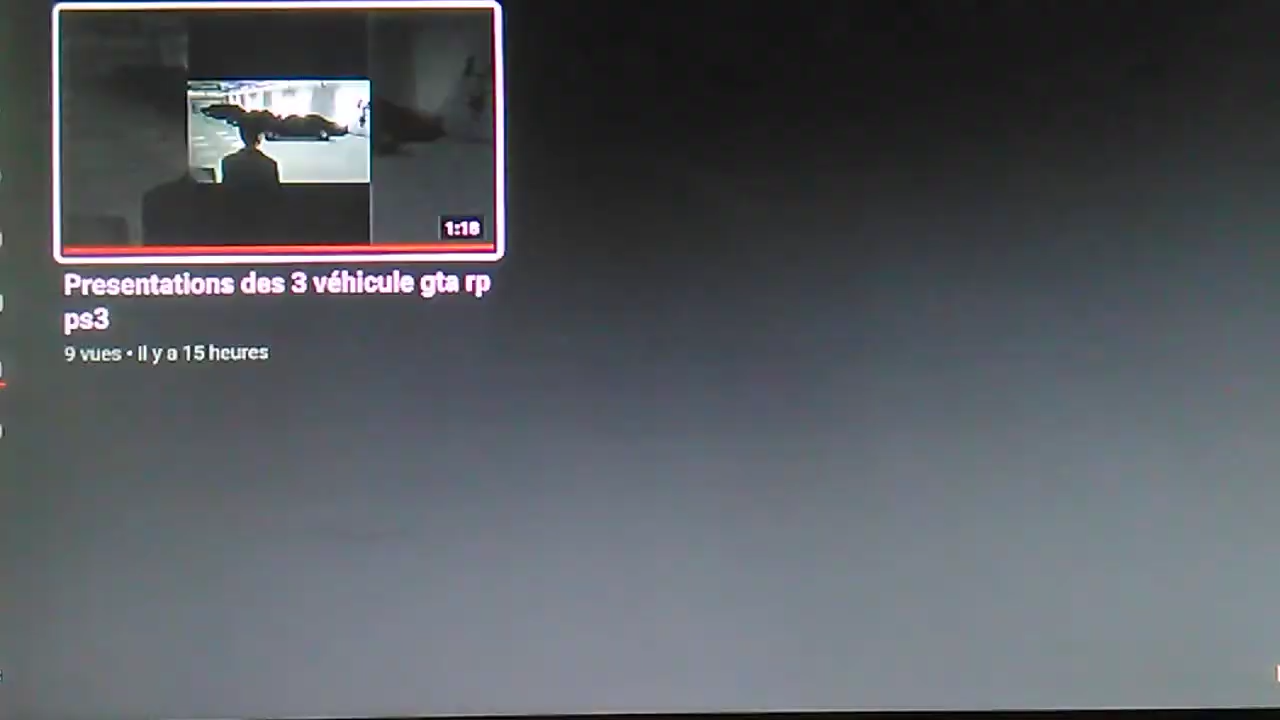 1:18
Presentations des 3 véhicule gta rp
ps3
9 vues • Il y a 15 heures